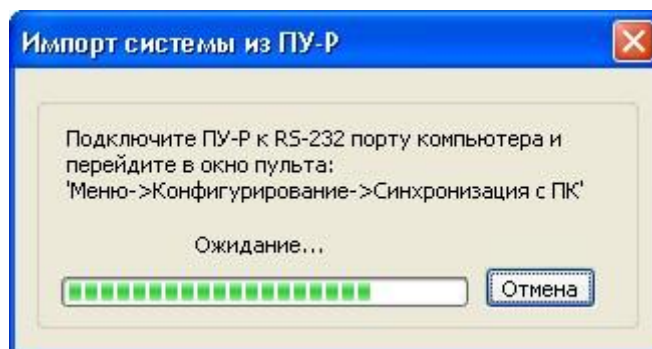 Импорт системы из ПУ-Р
Подключите ПУ-Р к RS-232 порту компьютера и
перейдите в окно пульта:
'Меню->Конфигурирование->Синхронизация с ПК'
Ожидание...
Отмена